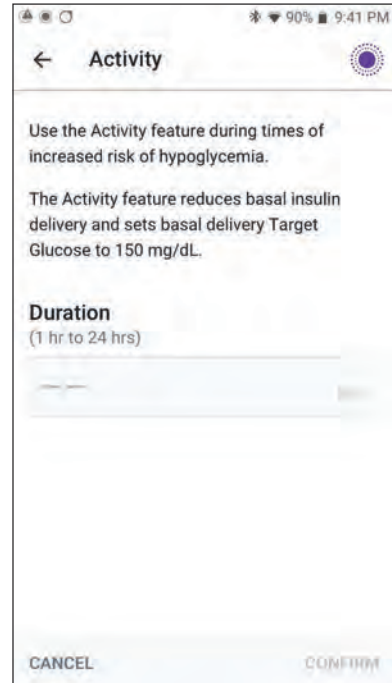 90% 9:41 PM
Activity
Use the Activity feature during times of
increased risk of hypoglycemia.
The Activity feature reduces basal insulin
delivery and sets basal delivery Target
Glucose to 150 mg/dL.
Duration
(1 hr to 24 hrs)
— —
CANCEL CONFIRM